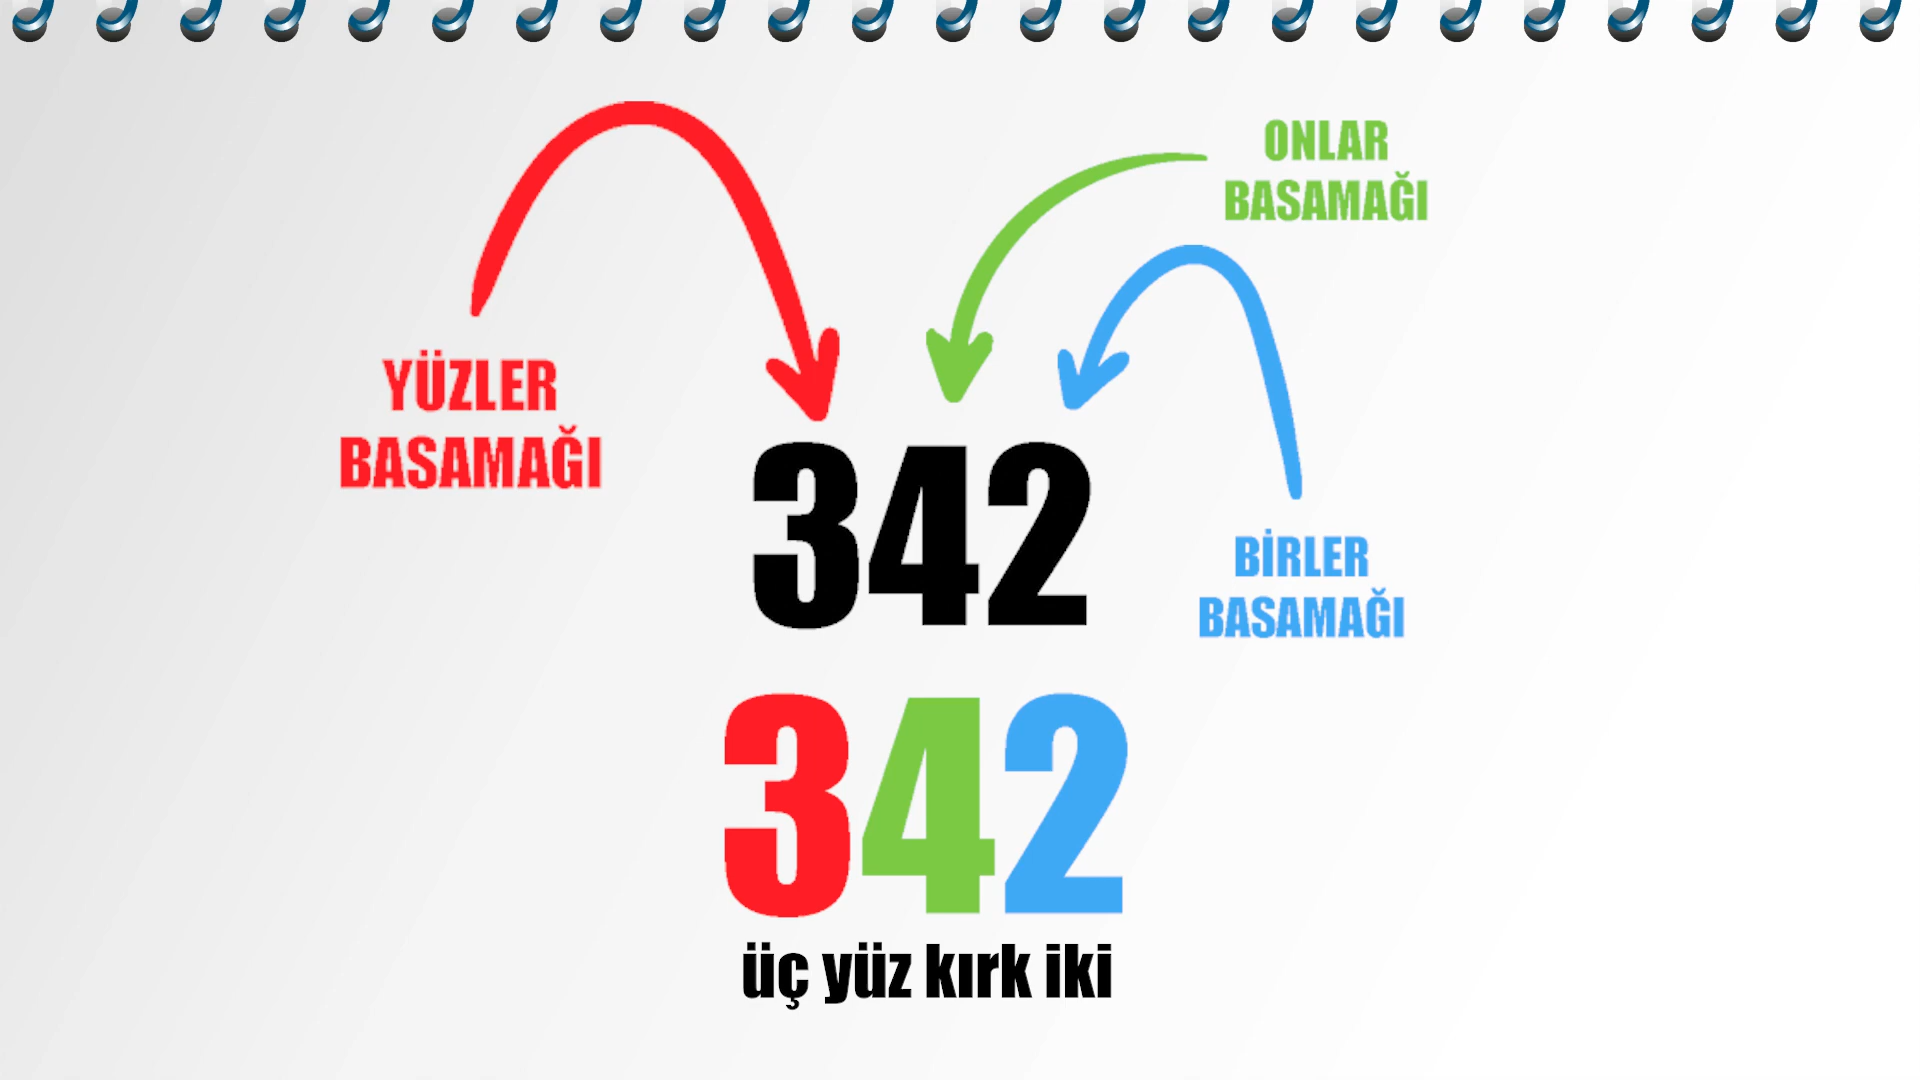 ONLAR
BASAMAĞI
YÜZLER
BASAMAĞI
342
BİRLER
BASAMAĞI
342
üç yüz kırk iki